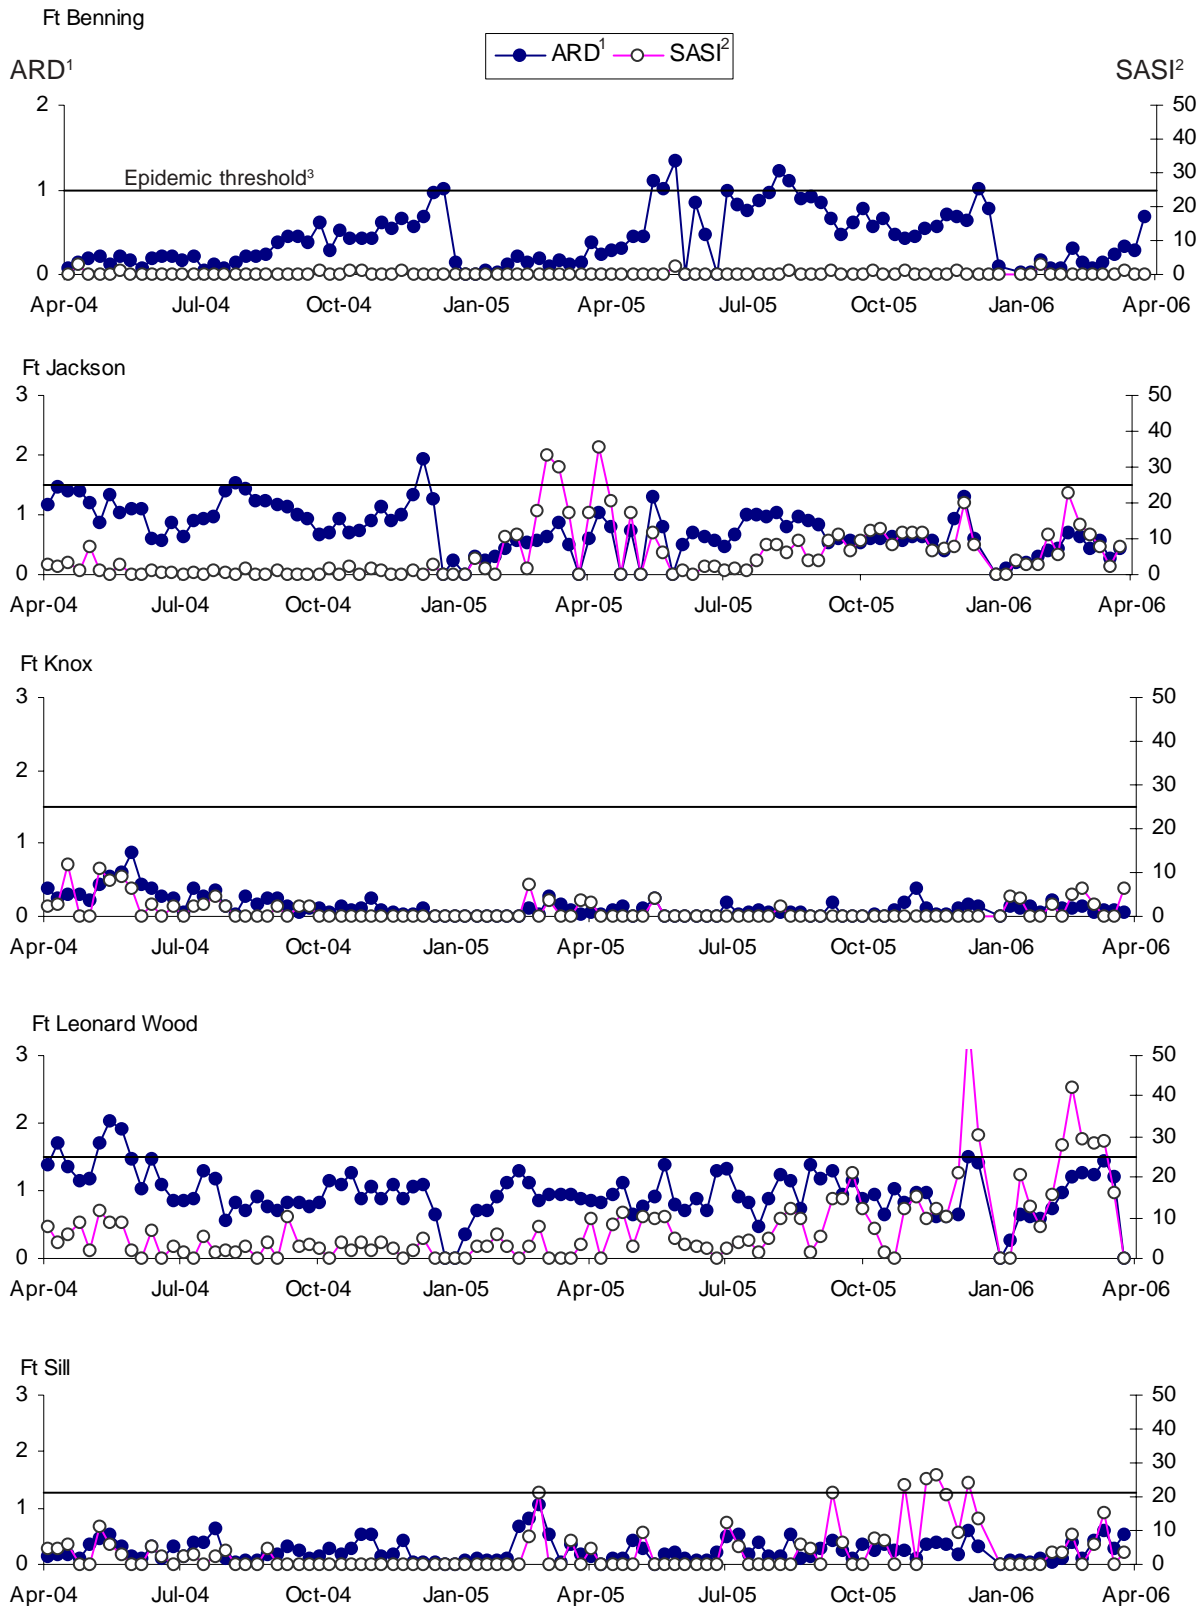 Ft Benning
ARD¹ SASI²
ARD¹ SASI²
2 50
40
30
1 20
10
0 0
Epidemic threshold³
Apr-04 Jul-04 Oct-04 Jan-05 Apr-05 Jul-05 Oct-05 Jan-06 Apr-06
Ft Jackson
3 50
40
2 30
20
1 10
0 0
Apr-04 Jul-04 Oct-04 Jan-05 Apr-05 Jul-05 Oct-05 Jan-06 Apr-06
Ft Knox
3 50
40
2 30
20
1 10
0 0
Apr-04 Jul-04 Oct-04 Jan-05 Apr-05 Jul-05 Oct-05 Jan-06 Apr-06
Ft Leonard Wood
3 50
40
2 30
20
1 10
0 0
Apr-04 Jul-04 Oct-04 Jan-05 Apr-05 Jul-05 Oct-05 Jan-06 Apr-06
Ft Sill
3 50
40
2 30
20
1 10
0 0
Apr-04 Jul-04 Oct-04 Jan-05 Apr-05 Jul-05 Oct-05 Jan-06 Apr-06